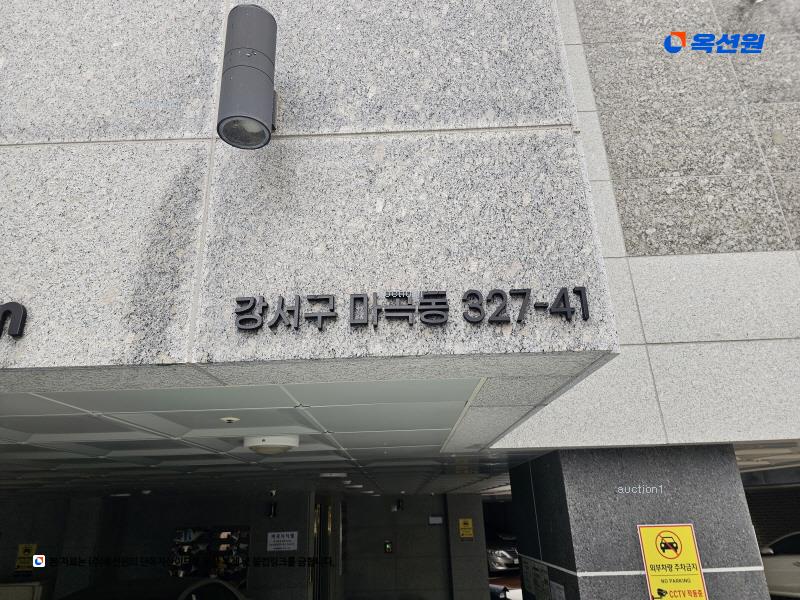 옥션원
강서구 마곡동 327-41
auction1
외부차량 주차금지
NO PARKING
CCTV 작동중